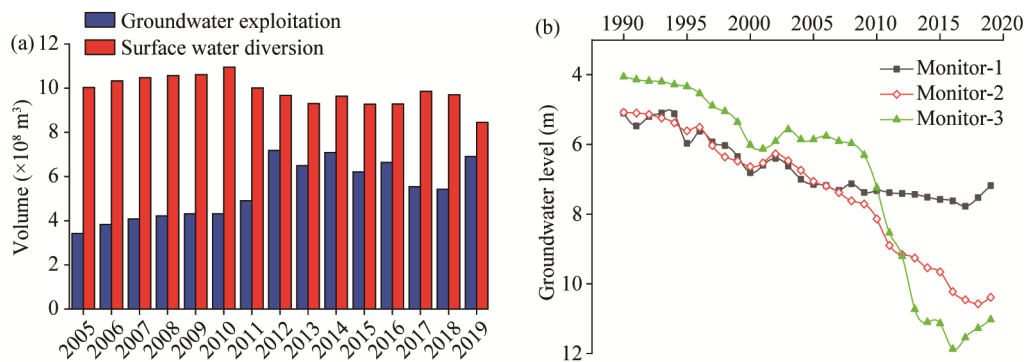 (a)
Groundwater exploitation
Surface water diversion
Volume (×10⁸ m³)
12
10
8
6
4
2
0
2005 2006 2007 2008 2009 2010 2011 2012 2013 2014 2015 2016 2017 2018 2019
(b)
1990 1995 2000 2005 2010 2015 2020
Monitor-1
Monitor-2
Monitor-3
Groundwater level (m)
4
6
8
10
12